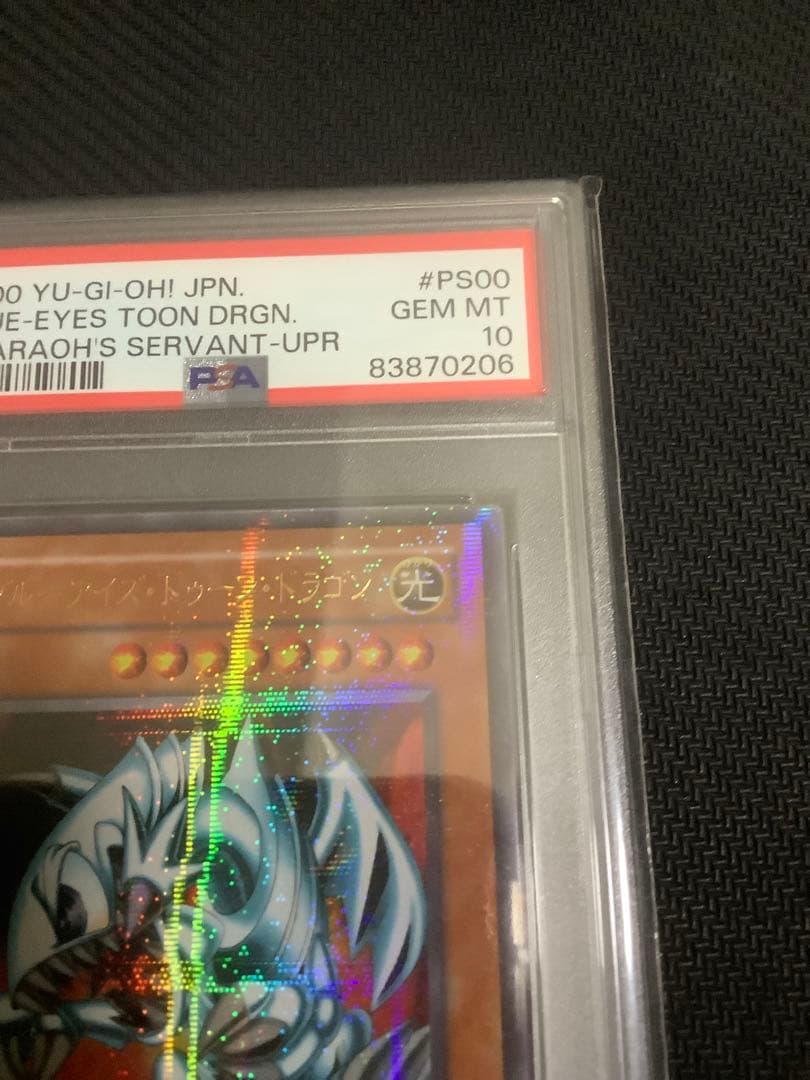 00 YU-GI-OH! JPN. #PS00
UE-EYES TOON DRGN. GEM MT
ARAOH'S SERVANT-UPR 10
PSA 83870206
ブルーアイズ・トゥーン・ドラゴン 光